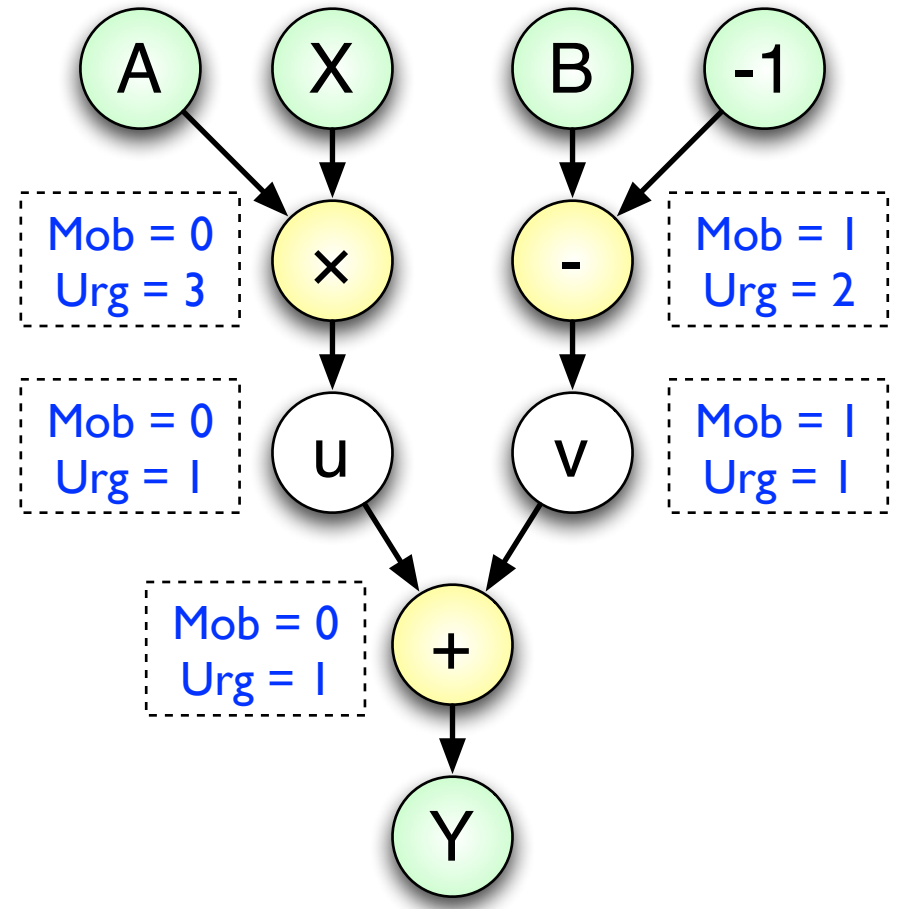 A
X
B
-1
Mob = 0
Urg = 3
×
-
Mob = 1
Urg = 2
Mob = 0
Urg = 1
u
v
Mob = 1
Urg = 1
Mob = 0
Urg = 1
+
Y